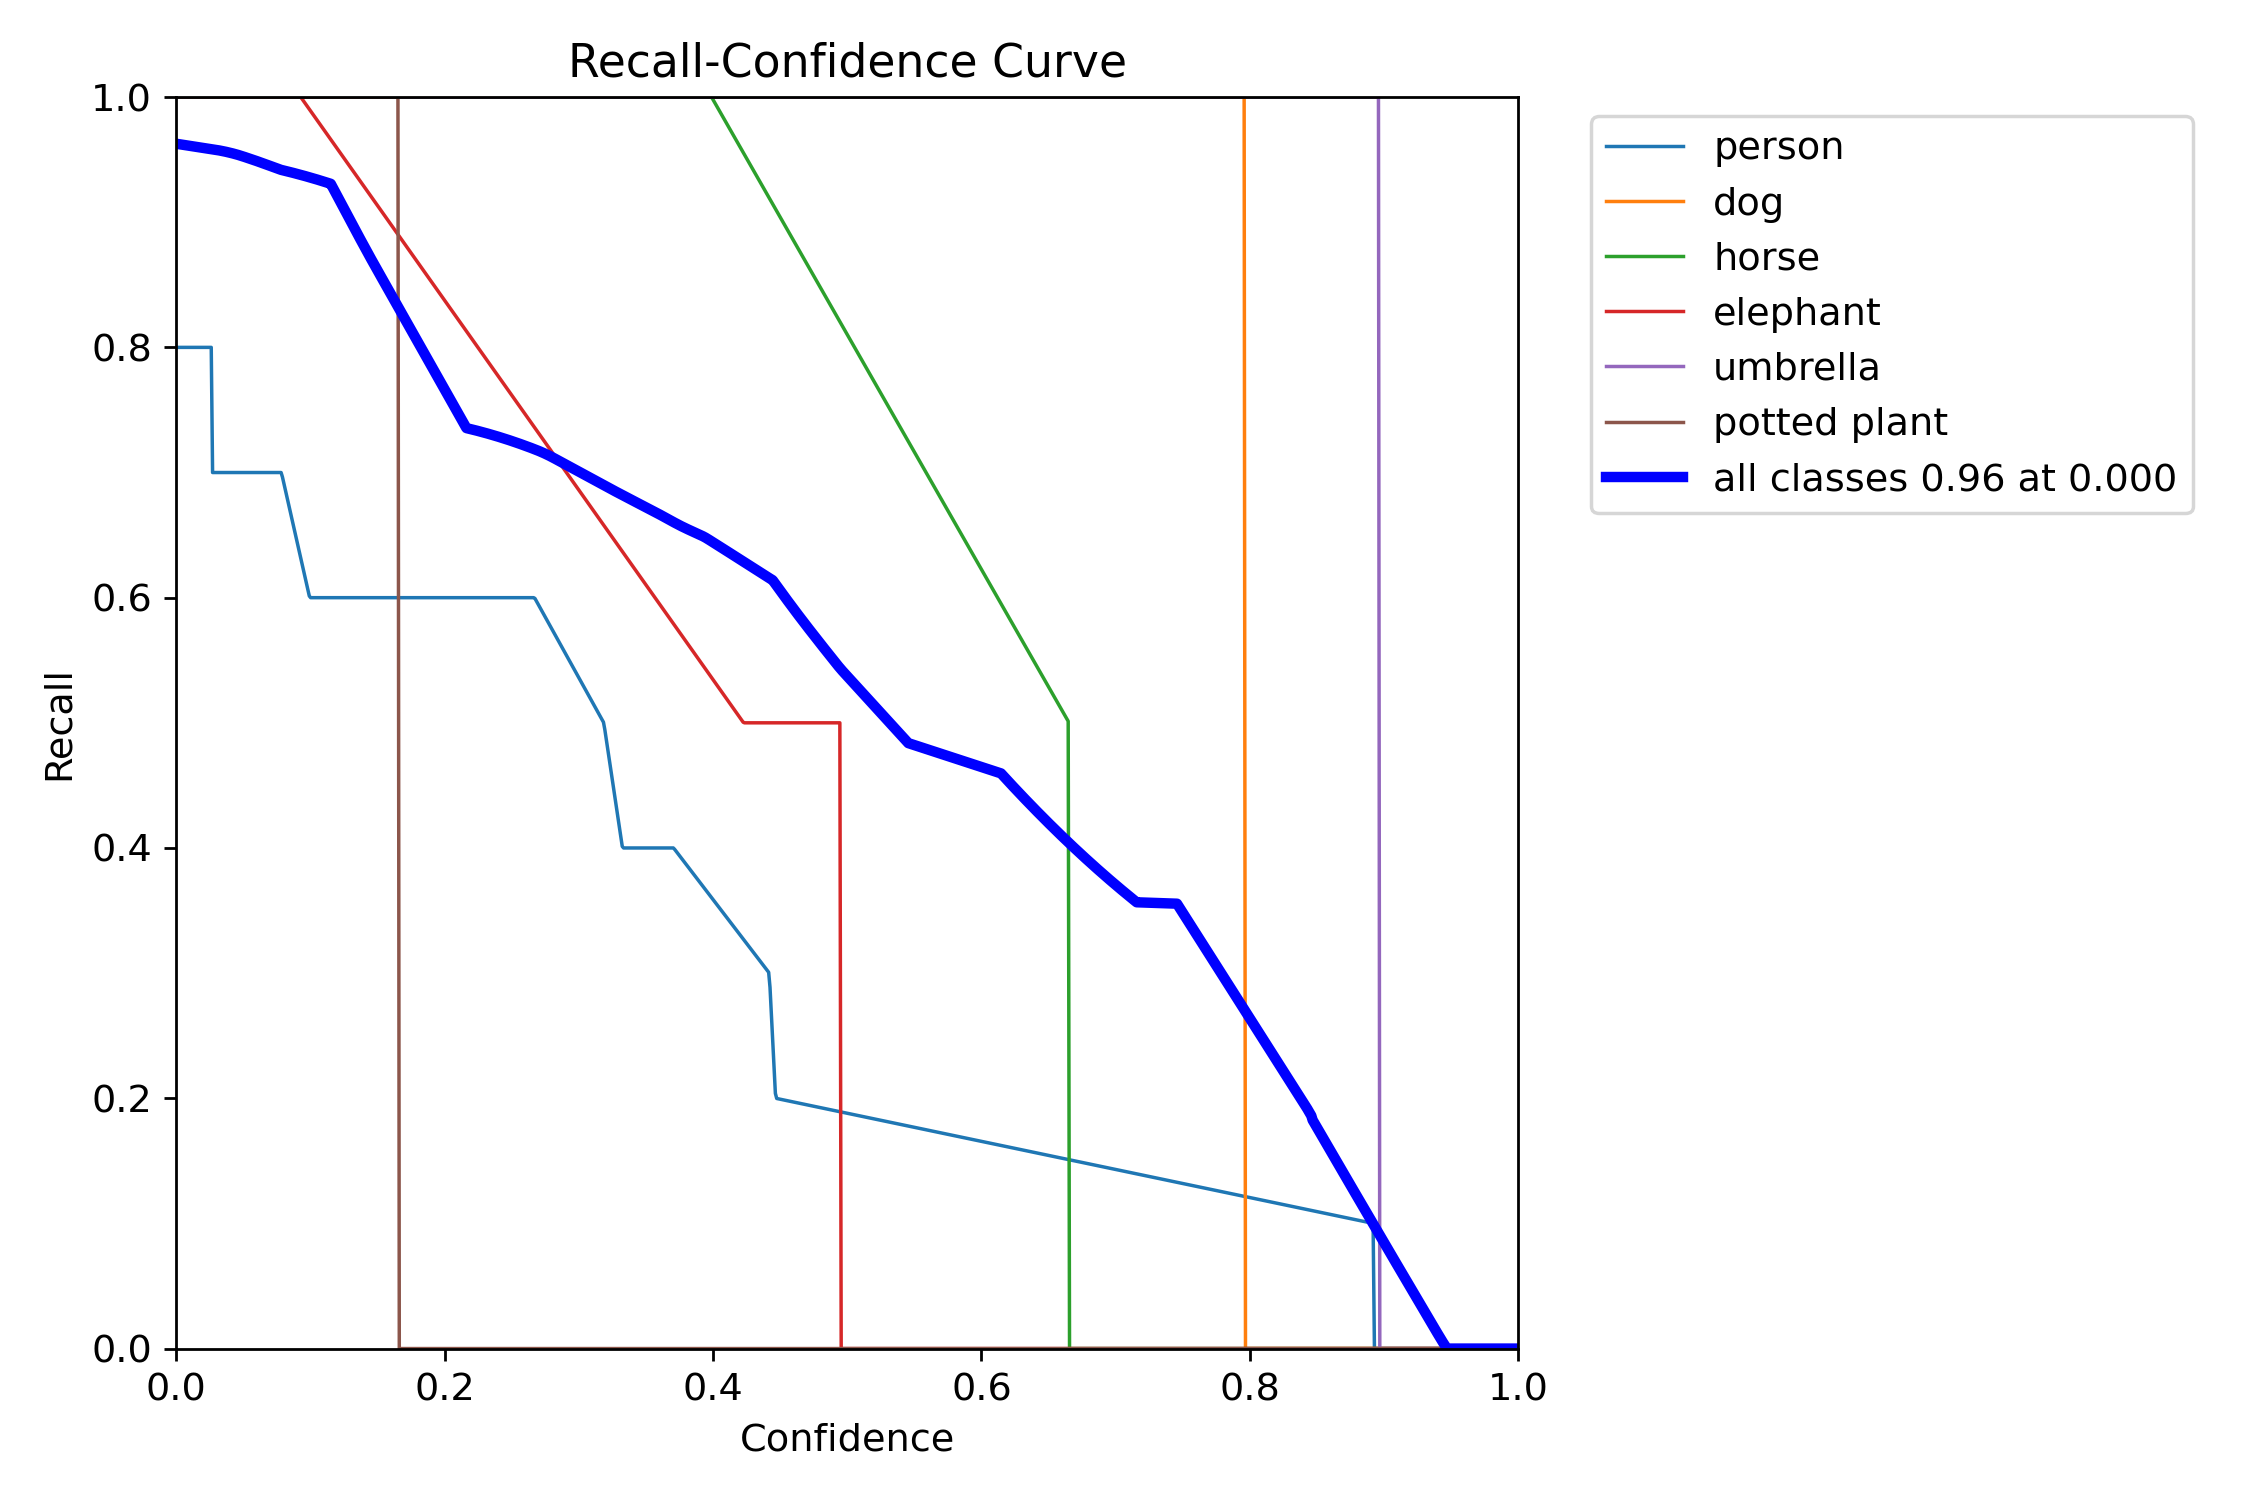 Recall-Confidence Curve
1.0
0.8
0.6
0.4
0.2
0.0
Recall
0.0 0.2 0.4 0.6 0.8 1.0
Confidence
person
dog
horse
elephant
umbrella
potted plant
all classes 0.96 at 0.000